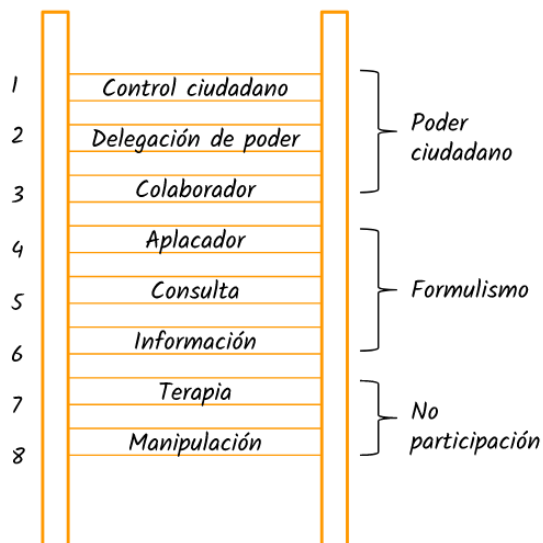 1 Control ciudadano
2 Delegación de poder
3 Colaborador
Poder
ciudadano
4 Aplacador
5 Consulta
6 Información
Formulismo
7 Terapia
8 Manipulación
No
participación